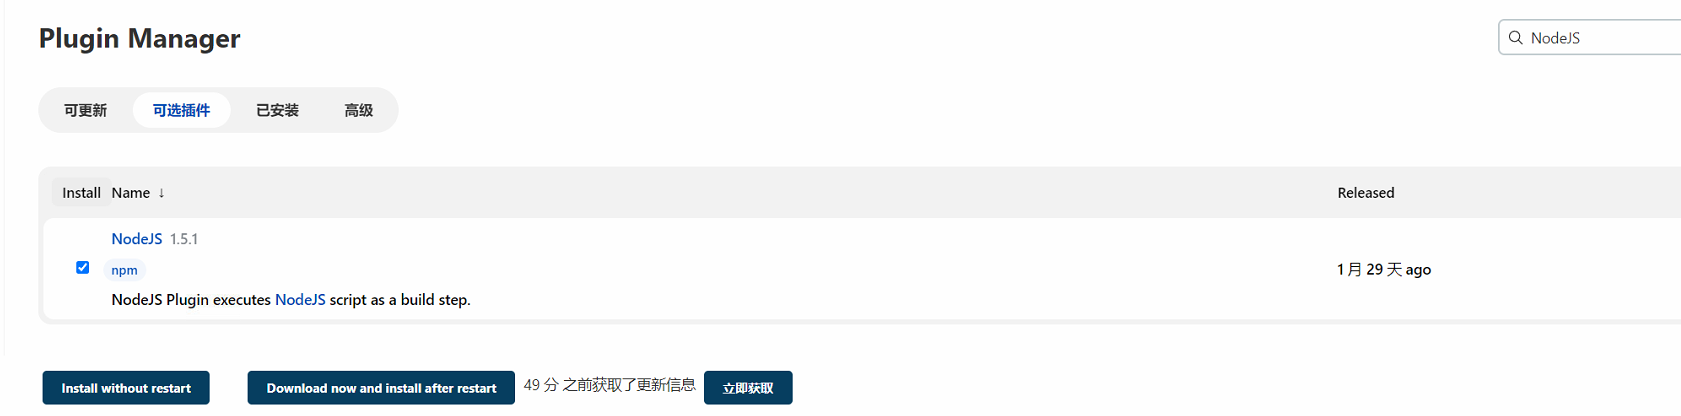 Plugin Manager
NodeJS
可更新 可选插件 已安装 高级
Install Name ↓ Released
NodeJS 1.5.1
npm
1 月 29 天 ago
NodeJS Plugin executes NodeJS script as a build step.
Install without restart Download now and install after restart 49 分 之前获取了更新信息 立即获取